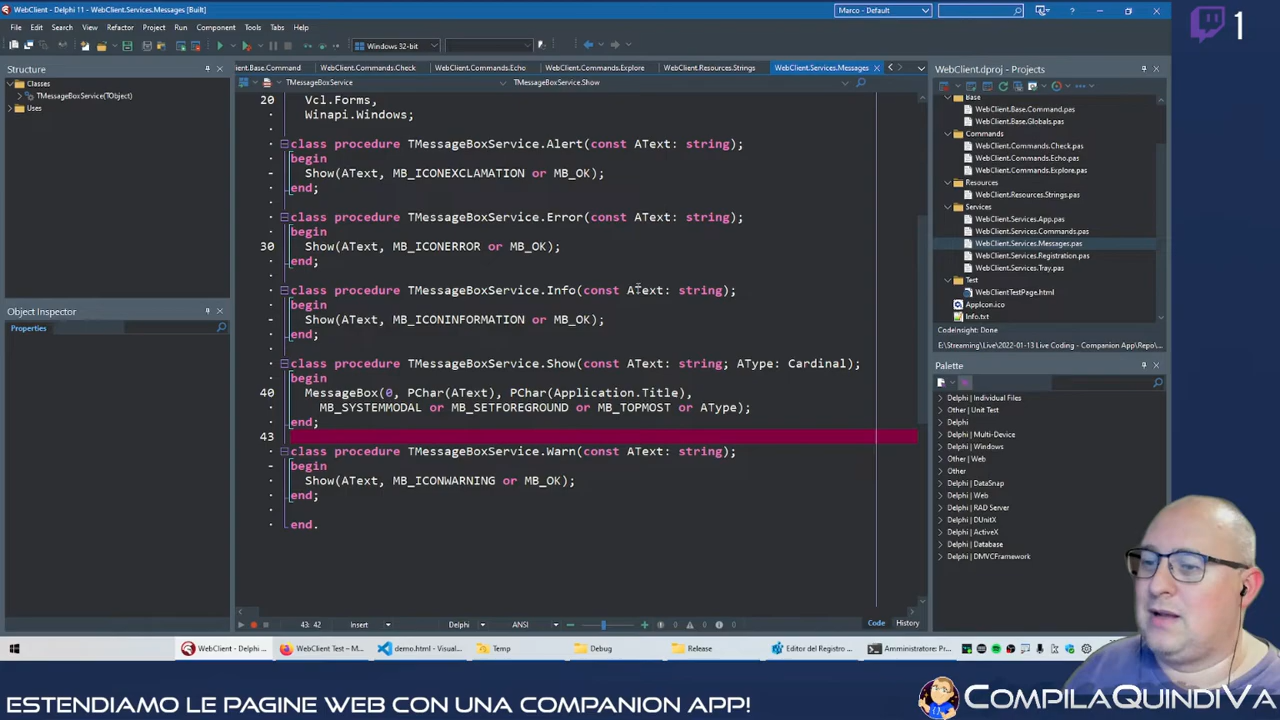 WebClient - Delphi 11 - WebClient.Services.Messages [Built]
Marco - Default
File Edit Search View Refactor Project Run Component Tools Tabs Help
Windows 32-bit
1
Structure
Classes
TMessageBoxService(TObject)
Uses
Object Inspector
Properties
ient.Base.Command WebClient.Commands.Check WebClient.Commands.Echo WebClient.Commands.Explore WebClient.Resources.Strings WebClient.Services.Messages
TMessageBoxService TMessageBoxService.Show
20 Vcl.Forms,
Winapi.Windows;
class procedure TMessageBoxService.Alert(const AText: string);
begin
Show(AText, MB_ICONEXCLAMATION or MB_OK);
end;
class procedure TMessageBoxService.Error(const AText: string);
begin
30 Show(AText, MB_ICONERROR or MB_OK);
end;
class procedure TMessageBoxService.Info(const AText: string);
begin
Show(AText, MB_ICONINFORMATION or MB_OK);
end;
class procedure TMessageBoxService.Show(const AText: string; AType: Cardinal);
begin
40 MessageBox(0, PChar(AText), PChar(Application.Title),
MB_SYSTEMMODAL or MB_SETFOREGROUND or MB_TOPMOST or AType);
end;
43
class procedure TMessageBoxService.Warn(const AText: string);
begin
Show(AText, MB_ICONWARNING or MB_OK);
end;
end.
43: 42 Insert Delphi ANSI 0 0 0 Code History
WebClient.dproj - Projects
Base
WebClient.Base.Command.pas
WebClient.Base.Globals.pas
Commands
WebClient.Commands.Check.pas
WebClient.Commands.Echo.pas
WebClient.Commands.Explore.pas
Resources
WebClient.Resources.Strings.pas
Services
WebClient.Services.App.pas
WebClient.Services.Commands.pas
WebClient.Services.Messages.pas
WebClient.Services.Registration.pas
WebClient.Services.Tray.pas
Test
WebClientTestPage.html
AppIcon.ico
Info.txt
CodeInsight: Done
E:\Streaming\Live\2022-01-13 Live Coding - Companion App\Repo\...
Palette
Delphi | Individual Files
Other | Unit Test
Delphi
Delphi | Multi-Device
Delphi | Windows
Other | Web
Other
Delphi | DataSnap
Delphi | Web
Delphi | RAD Server
Delphi | DUnitX
Delphi | ActiveX
Delphi | Database
Delphi | DMVCFramework
WebClient - Delphi ... WebClient Test — M... demo.html - Visual... Temp Debug Release Editor del Registro ... Amministratore: Pr...
ESTENDIAMO LE PAGINE WEB CON UNA COMPANION APP!
COMPILAQUINDIVA